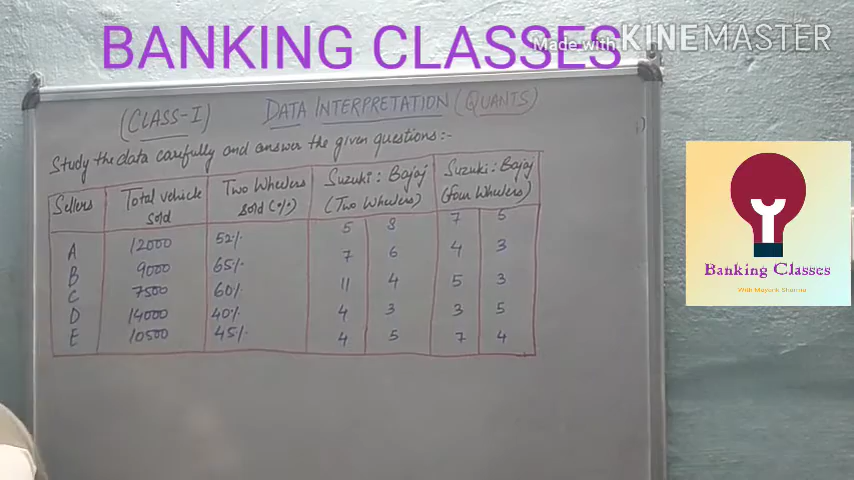 BANKING CLASSES
Made with KINEMASTER
(CLASS-I) DATA INTERPRETATION (QUANTS)
Study the data carefully and answer the given questions:-
Sellers | Total vehicle sold | Two Wheelers sold (%) | Suzuki : Bajaj (Two Wheelers) | Suzuki : Bajaj (Four Wheelers)
A 12000 52% 5 8 7 5
B 9000 65% 7 6 4 3
C 7500 60% 11 4 5 3
D 14000 40% 4 3 3 5
E 10500 45% 4 5 7 4
Banking Classes
With Mayank Sharma